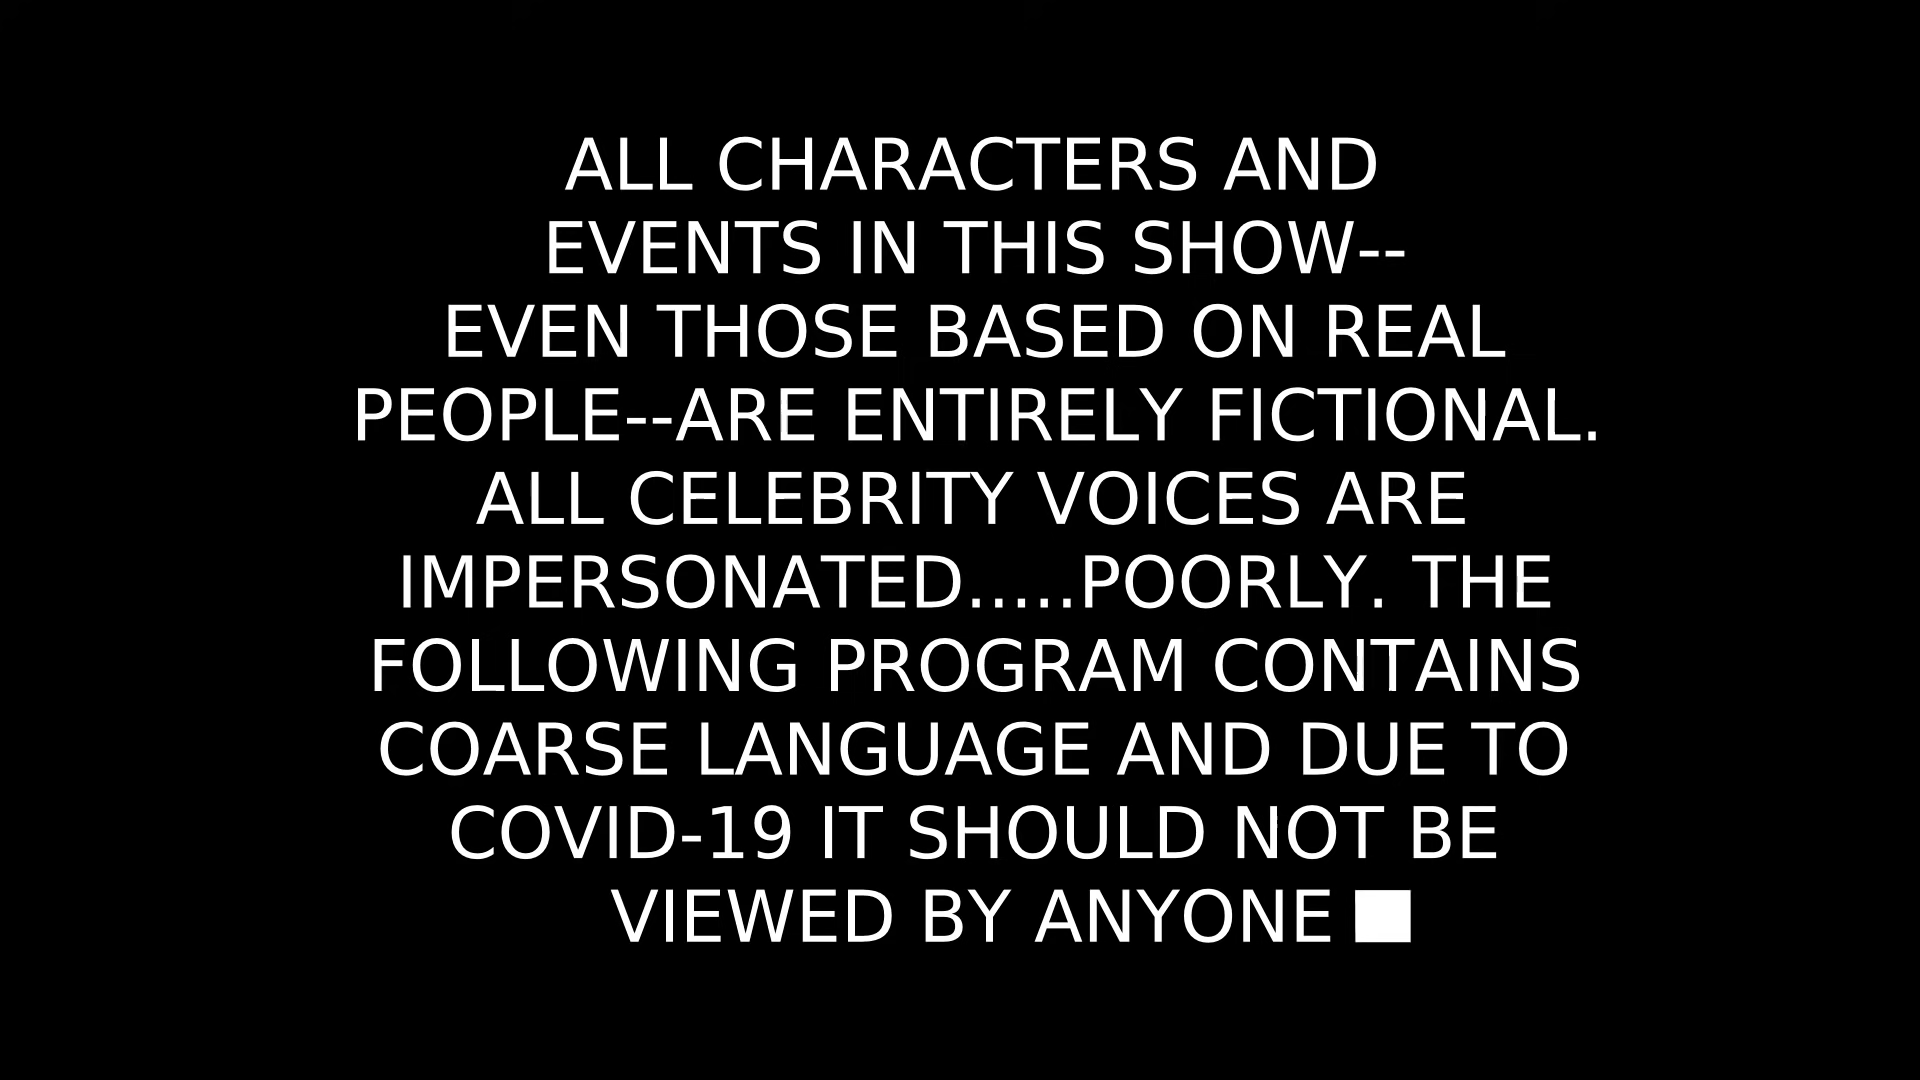 ALL CHARACTERS AND
EVENTS IN THIS SHOW--
EVEN THOSE BASED ON REAL
PEOPLE--ARE ENTIRELY FICTIONAL.
ALL CELEBRITY VOICES ARE
IMPERSONATED.....POORLY. THE
FOLLOWING PROGRAM CONTAINS
COARSE LANGUAGE AND DUE TO
COVID-19 IT SHOULD NOT BE
VIEWED BY ANYONE ■